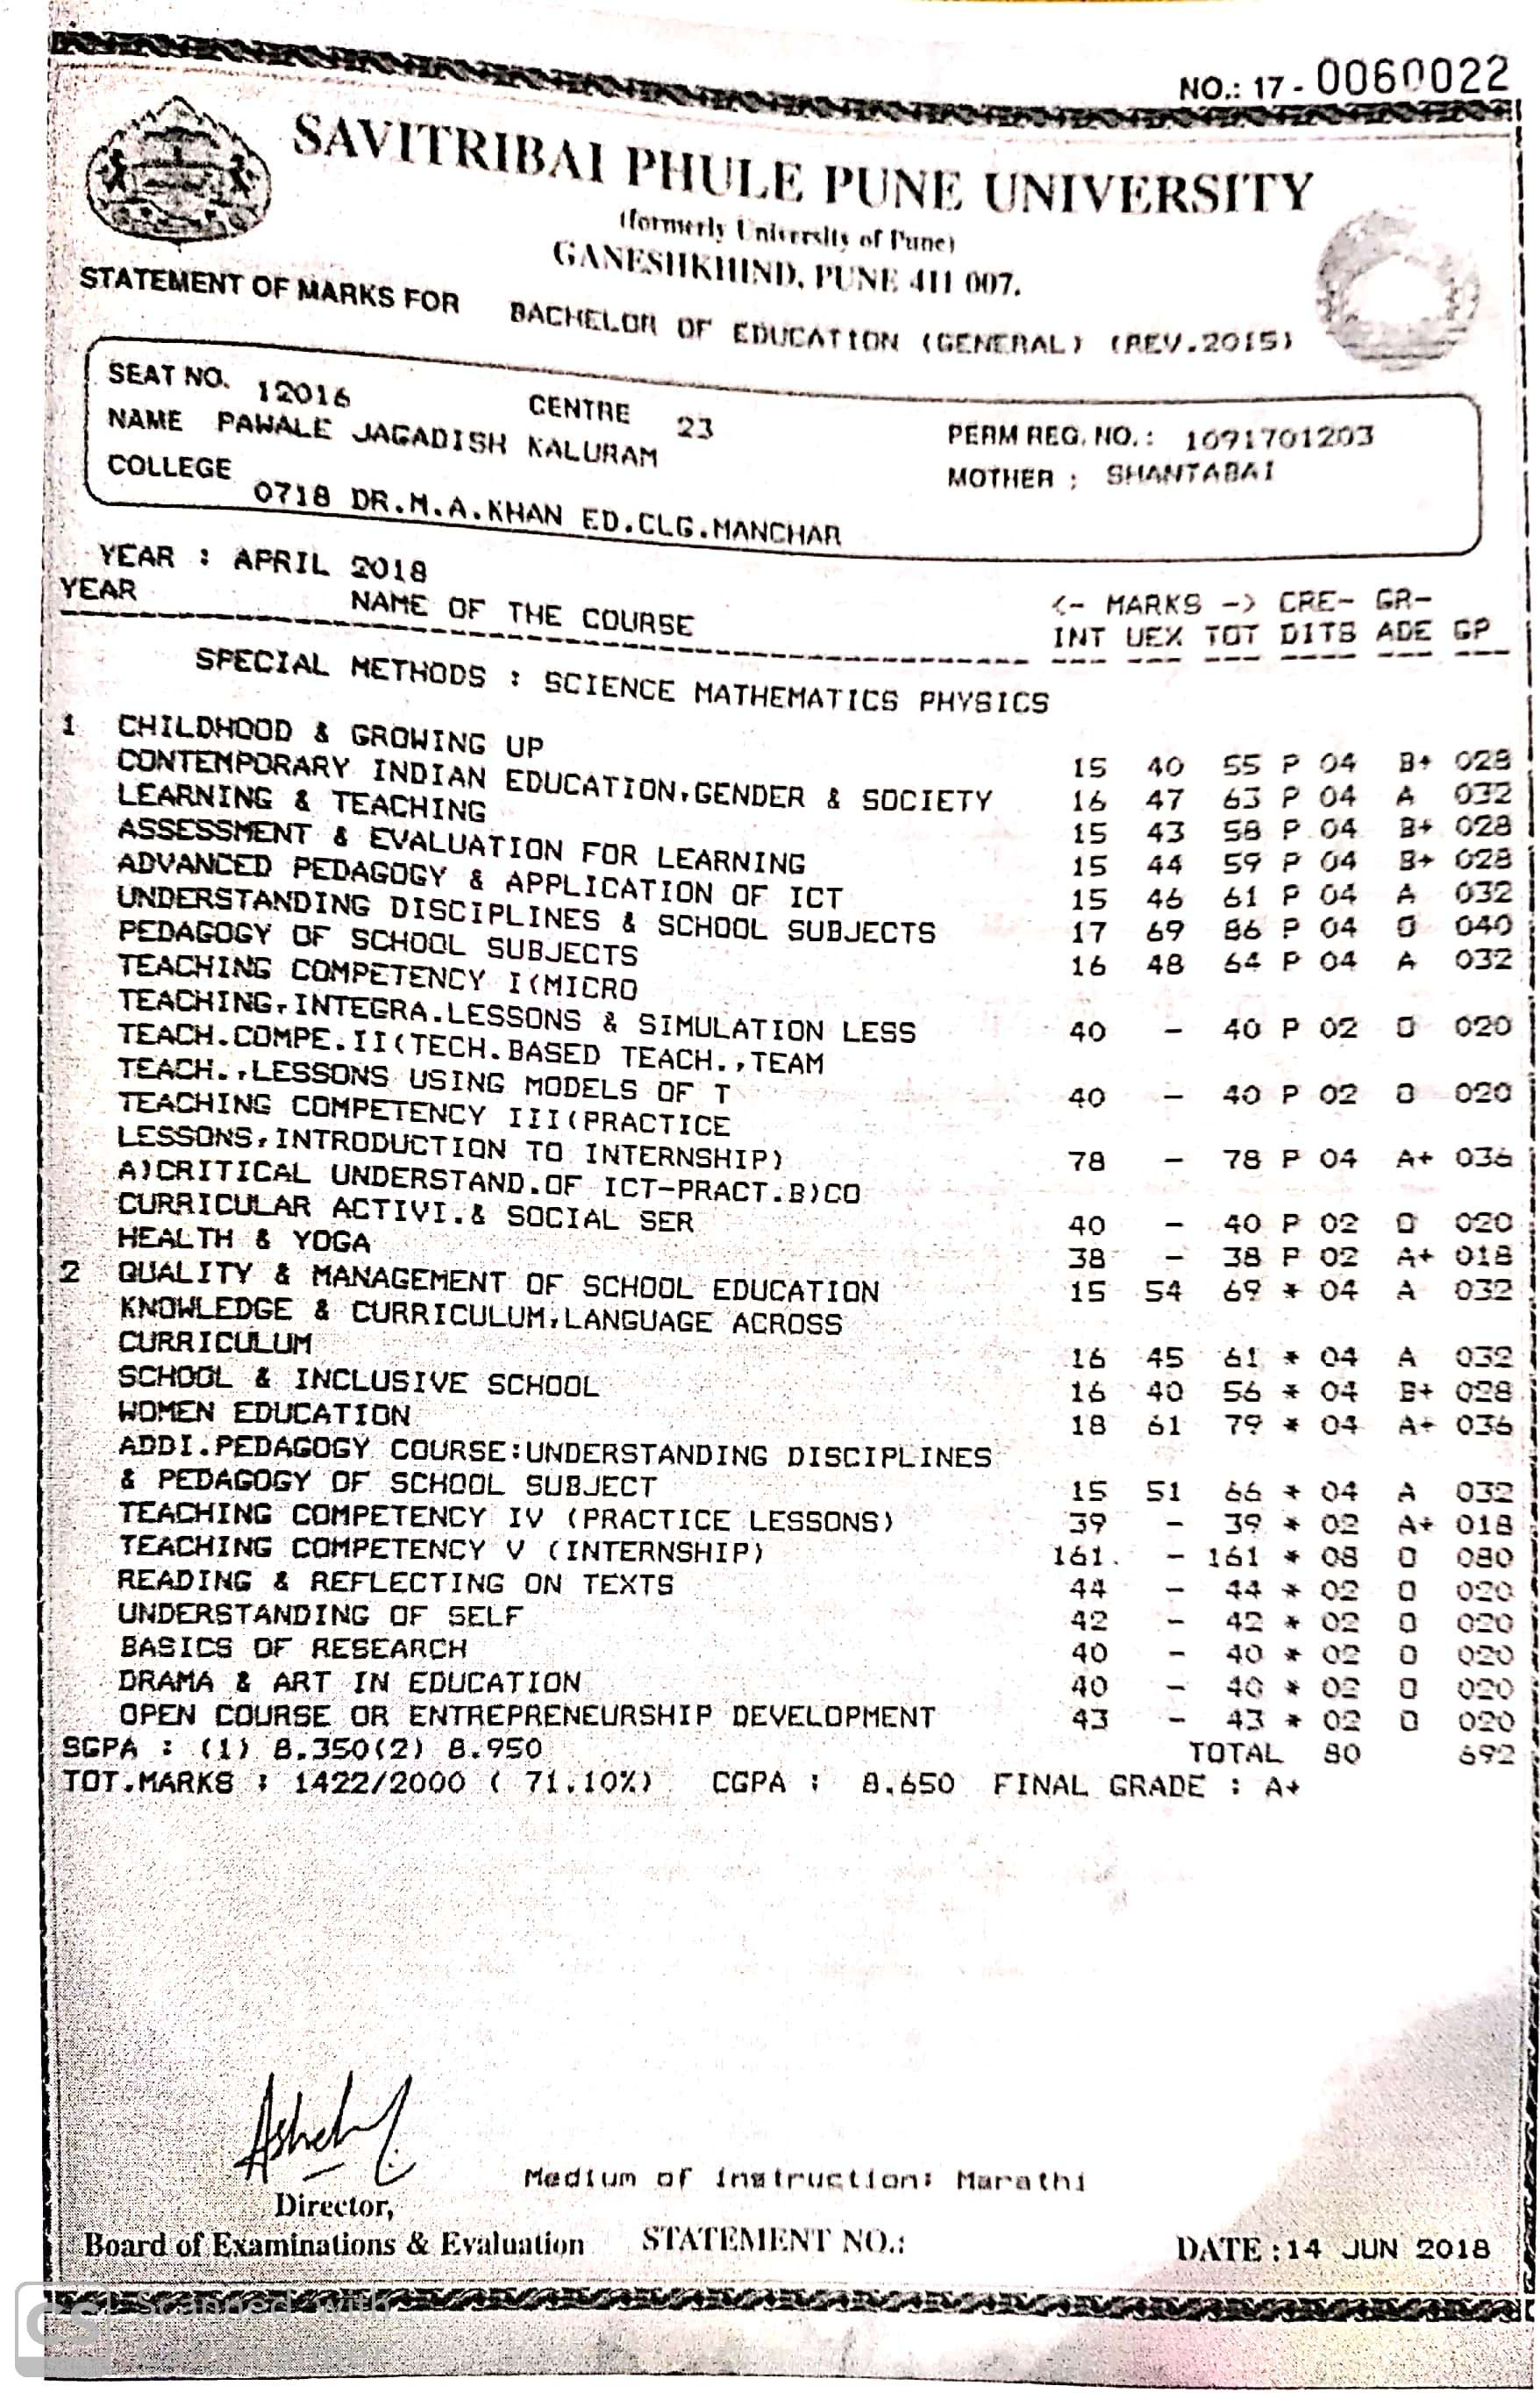 NO.: 17 - 0060022
SAVITRIBAI PHULE PUNE UNIVERSITY
(formerly University of Pune)
GANESHKHIND, PUNE 411 007.
STATEMENT OF MARKS FOR BACHELOR OF EDUCATION (GENERAL) (REV.2015)
SEAT NO. 12016 CENTRE 23 PERM REG. NO.: 1091701203
NAME PAWALE JAGADISH KALURAM MOTHER : SHANTABAI
COLLEGE 0718 DR.M.A.KHAN ED.CLG.MANCHAR
YEAR : APRIL 2018
YEAR NAME OF THE COURSE <- MARKS -> CRE- GR-
INT UEX TOT DITS ADE GP
SPECIAL METHODS : SCIENCE MATHEMATICS PHYSICS
1 CHILDHOOD & GROWING UP 15 40 55 P 04 B+ 028
CONTEMPORARY INDIAN EDUCATION,GENDER & SOCIETY 16 47 63 P 04 A 032
LEARNING & TEACHING 15 43 58 P 04 B+ 028
ASSESSMENT & EVALUATION FOR LEARNING 15 44 59 P 04 B+ 028
ADVANCED PEDAGOGY & APPLICATION OF ICT 15 46 61 P 04 A 032
UNDERSTANDING DISCIPLINES & SCHOOL SUBJECTS 17 69 86 P 04 O 040
PEDAGOGY OF SCHOOL SUBJECTS 16 48 64 P 04 A 032
TEACHING COMPETENCY I(MICRO
TEACHING,INTEGRA.LESSONS & SIMULATION LESS 40 - 40 P 02 O 020
TEACH.COMPE.II(TECH.BASED TEACH.,TEAM
TEACH.,LESSONS USING MODELS OF T 40 - 40 P 02 O 020
TEACHING COMPETENCY III(PRACTICE
LESSONS,INTRODUCTION TO INTERNSHIP) 78 - 78 P 04 A+ 036
A)CRITICAL UNDERSTAND.OF ICT-PRACT.B)CO
CURRICULAR ACTIVI.& SOCIAL SER 40 - 40 P 02 O 020
HEALTH & YOGA 38 - 38 P 02 A+ 018
2 QUALITY & MANAGEMENT OF SCHOOL EDUCATION 15 54 69 * 04 A 032
KNOWLEDGE & CURRICULUM,LANGUAGE ACROSS
CURRICULUM 16 45 61 * 04 A 032
SCHOOL & INCLUSIVE SCHOOL 16 40 56 * 04 B+ 028
WOMEN EDUCATION 18 61 79 * 04 A+ 036
ADDI.PEDAGOGY COURSE:UNDERSTANDING DISCIPLINES
& PEDAGOGY OF SCHOOL SUBJECT 15 51 66 * 04 A 032
TEACHING COMPETENCY IV (PRACTICE LESSONS) 39 - 39 * 02 A+ 018
TEACHING COMPETENCY V (INTERNSHIP) 161. - 161 * 08 O 080
READING & REFLECTING ON TEXTS 44 - 44 * 02 O 020
UNDERSTANDING OF SELF 42 - 42 * 02 O 020
BASICS OF RESEARCH 40 - 40 * 02 O 020
DRAMA & ART IN EDUCATION 40 - 40 * 02 O 020
OPEN COURSE OR ENTREPRENEURSHIP DEVELOPMENT 43 - 43 * 02 O 020
SGPA : (1) 8.350(2) 8.950 TOTAL 80 692
TOT.MARKS : 1422/2000 ( 71.10%) CGPA : 8.650 FINAL GRADE : A+
Medium of instruction: Marathi
Director,
Board of Examinations & Evaluation STATEMENT NO.: DATE : 14 JUN 2018
CS Scanned with
CamScanner